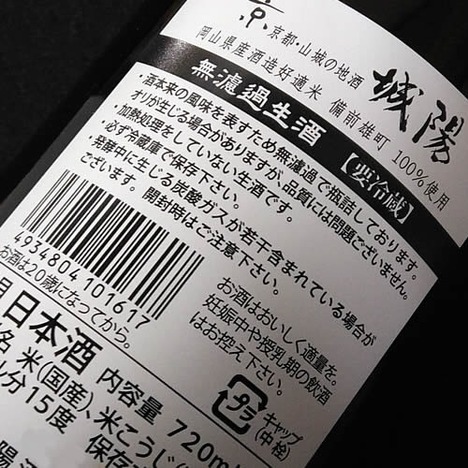 京
京都・山城の地酒
城陽
岡山県産酒造好適米 備前雄町 100%使用
無濾過生酒 【要冷蔵】
・酒本来の風味を表すため無濾過で瓶詰しております。
オリが生じる場合がありますが、品質には問題ございません。
・加熱処理をしていない生酒です。
・必ず冷蔵庫で保存下さい。
・発酵中に生じる炭酸ガスが若干含まれている場合が
ございます。 開封時はご注意下さい。
4934804101617
お酒は20歳になってから。
お酒はおいしく適量を。
妊娠中や授乳期の飲酒
はお控え下さい。
日本酒 内容量 720m
名 米(国産)、米こうじ
分 15度 保存
プラ
キャップ
(中栓)
陽酒